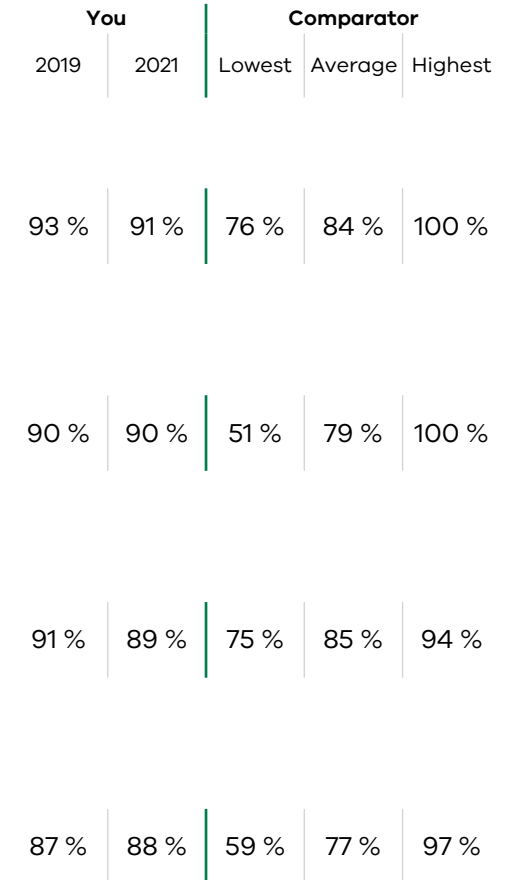 You Comparator
2019 2021 Lowest Average Highest
93 % 91 % 76 % 84 % 100 %
90 % 90 % 51 % 79 % 100 %
91 % 89 % 75 % 85 % 94 %
87 % 88 % 59 % 77 % 97 %